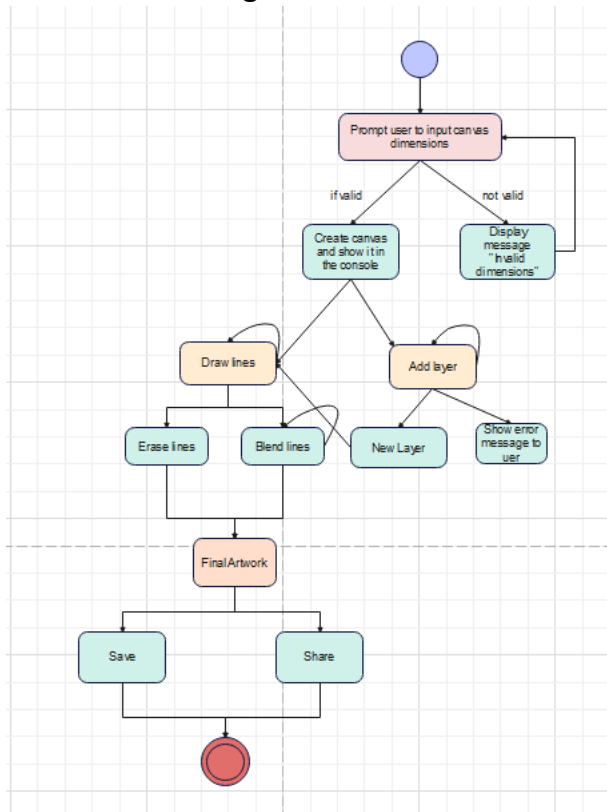 Prompt user to input canvas
dimensions
if valid
not valid
Create canvas
and show it in
the console
Display
message
"Invalid
dimensions"
Draw lines
Add layer
Erase lines
Blend lines
New Layer
Show error
message to
uer
Final Artwork
Save
Share